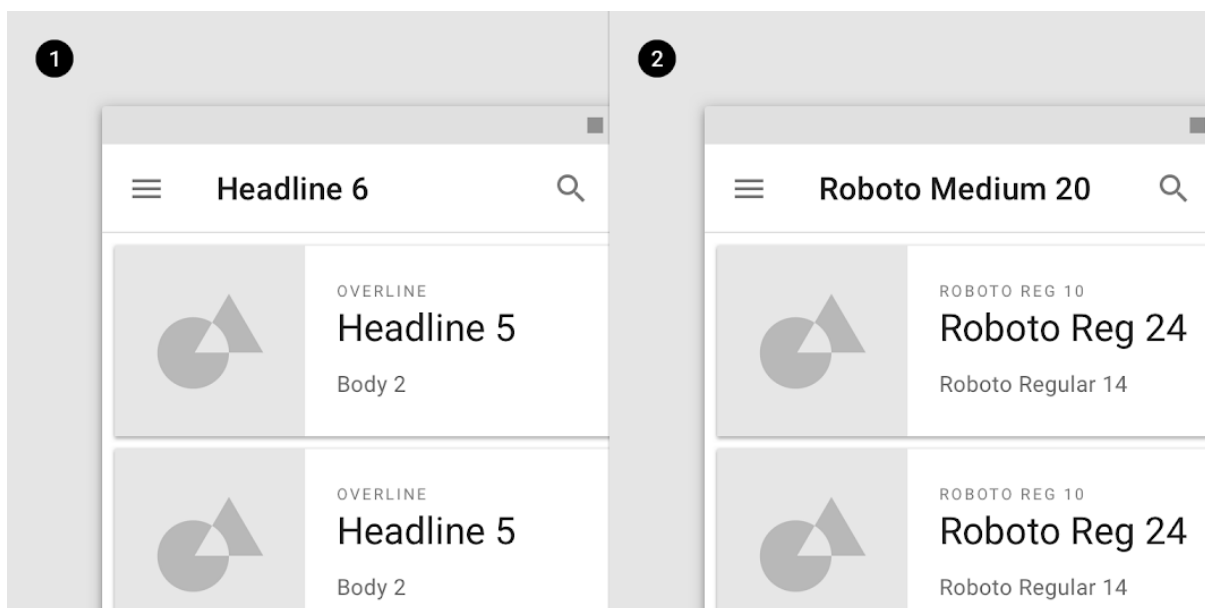 1
Headline 6
OVERLINE
Headline 5
Body 2
OVERLINE
Headline 5
Body 2
2
Roboto Medium 20
ROBOTO REG 10
Roboto Reg 24
Roboto Regular 14
ROBOTO REG 10
Roboto Reg 24
Roboto Regular 14